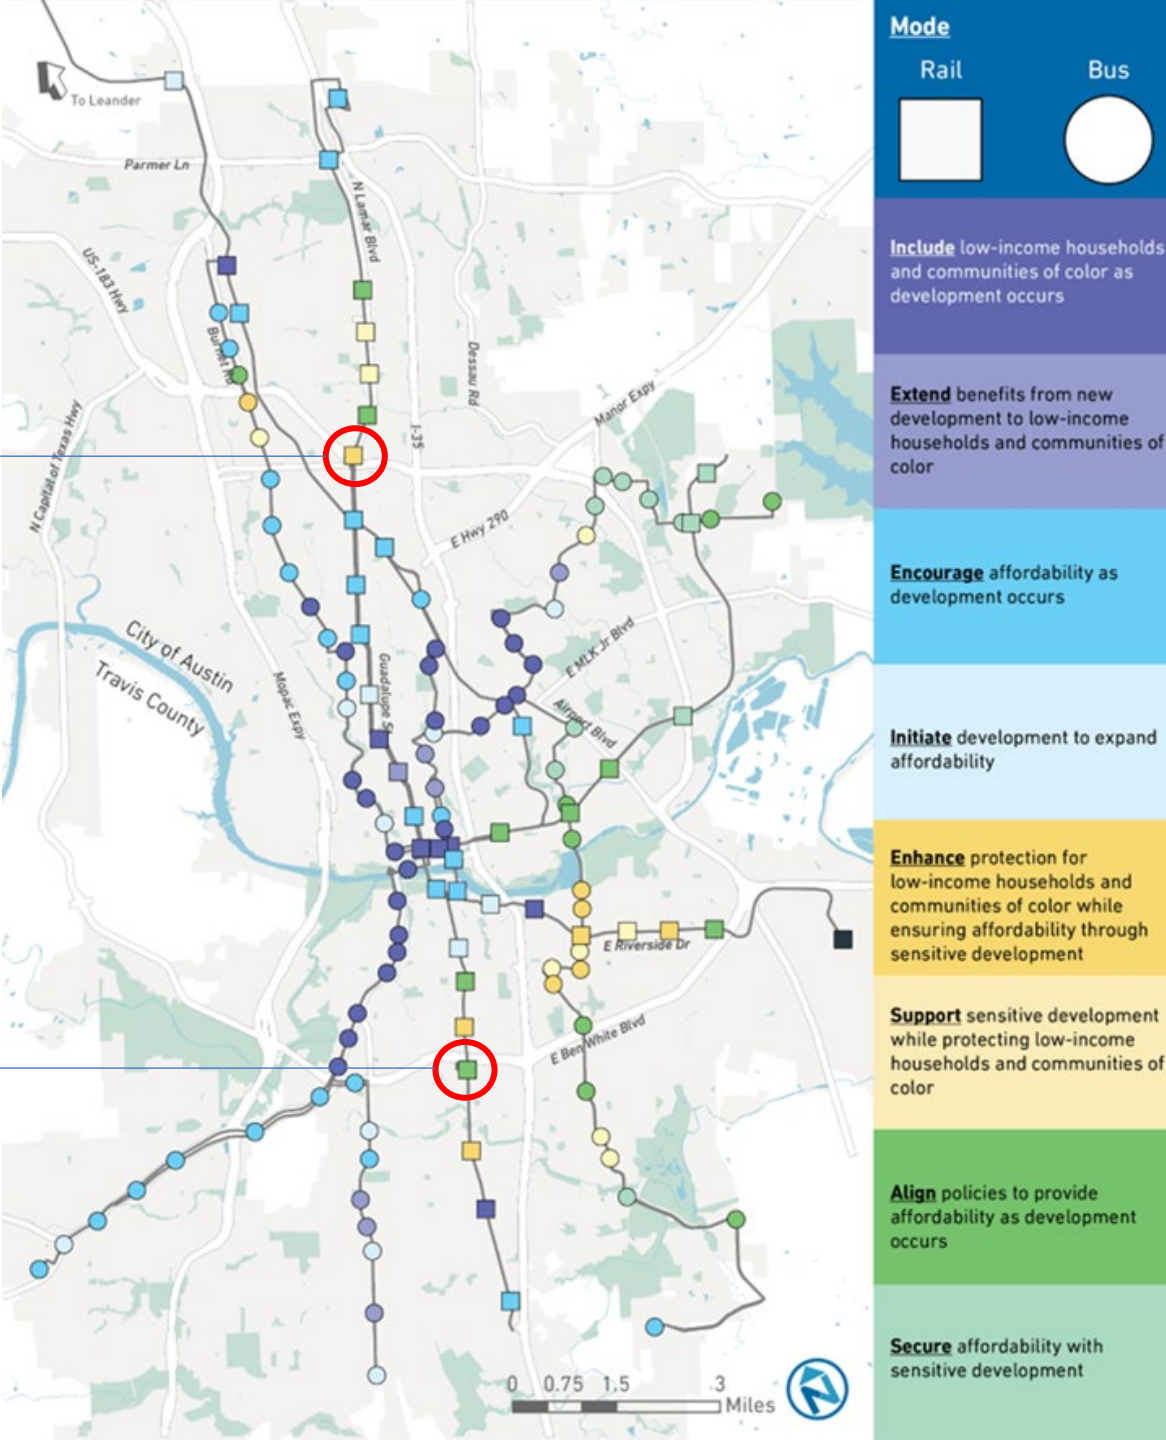 To Leander
Parmer Ln
N Lamar Blvd
US-183 Hwy
Burnet Rd
Dessau Rd
I-35
Manor Expy
N Capital of Texas Hwy
E Hwy 290
City of Austin
Travis County
Mopac Expy
Guadalupe St
E MLK Jr Blvd
Airport Blvd
E Riverside Dr
E Ben White Blvd
0 0.75 1.5 3
Miles
Mode
Rail Bus
Include low-income households
and communities of color as
development occurs
Extend benefits from new
development to low-income
households and communities of
color
Encourage affordability as
development occurs
Initiate development to expand
affordability
Enhance protection for
low-income households and
communities of color while
ensuring affordability through
sensitive development
Support sensitive development
while protecting low-income
households and communities of
color
Align policies to provide
affordability as development
occurs
Secure affordability with
sensitive development